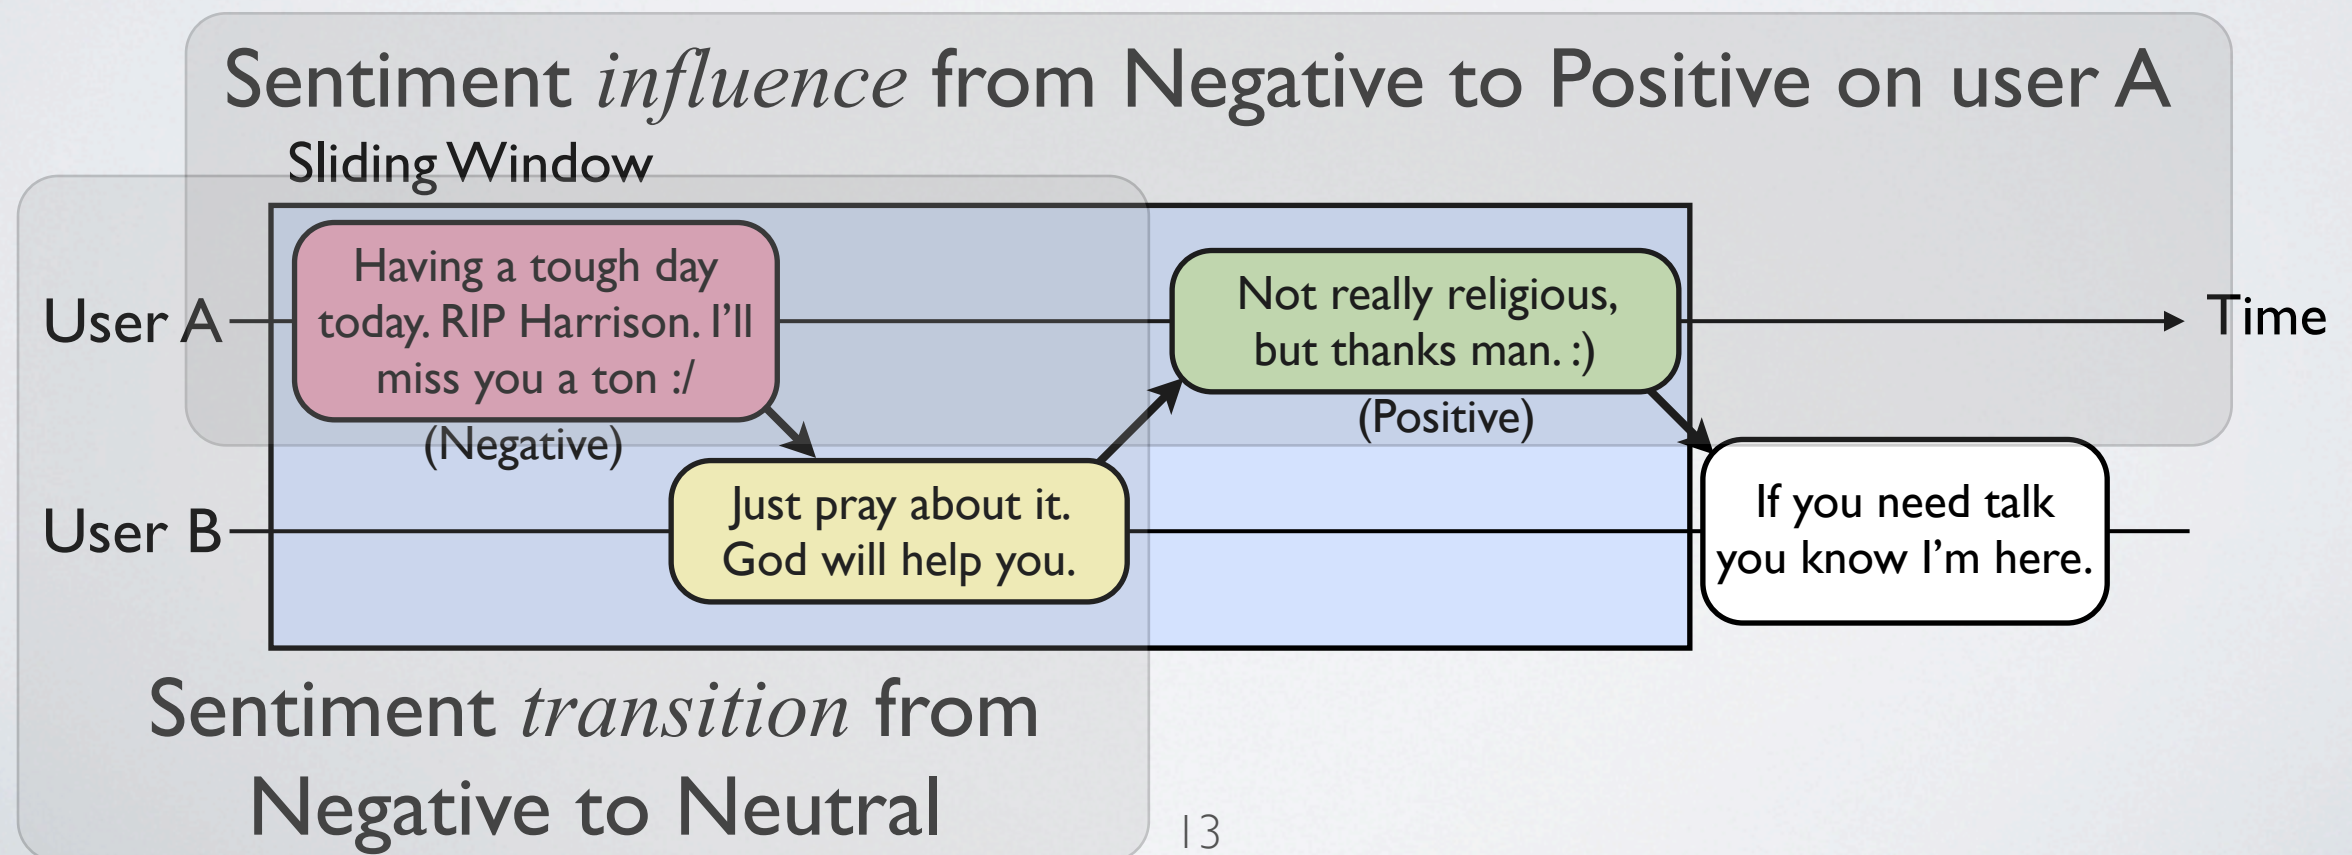 Sentiment influence from Negative to Positive on user A
Sliding Window
User A
Having a tough day
today. RIP Harrison. I'll
miss you a ton :/
(Negative)
Not really religious,
but thanks man. :)
(Positive)
Time
User B
Just pray about it.
God will help you.
If you need talk
you know I'm here.
Sentiment transition from
Negative to Neutral
13